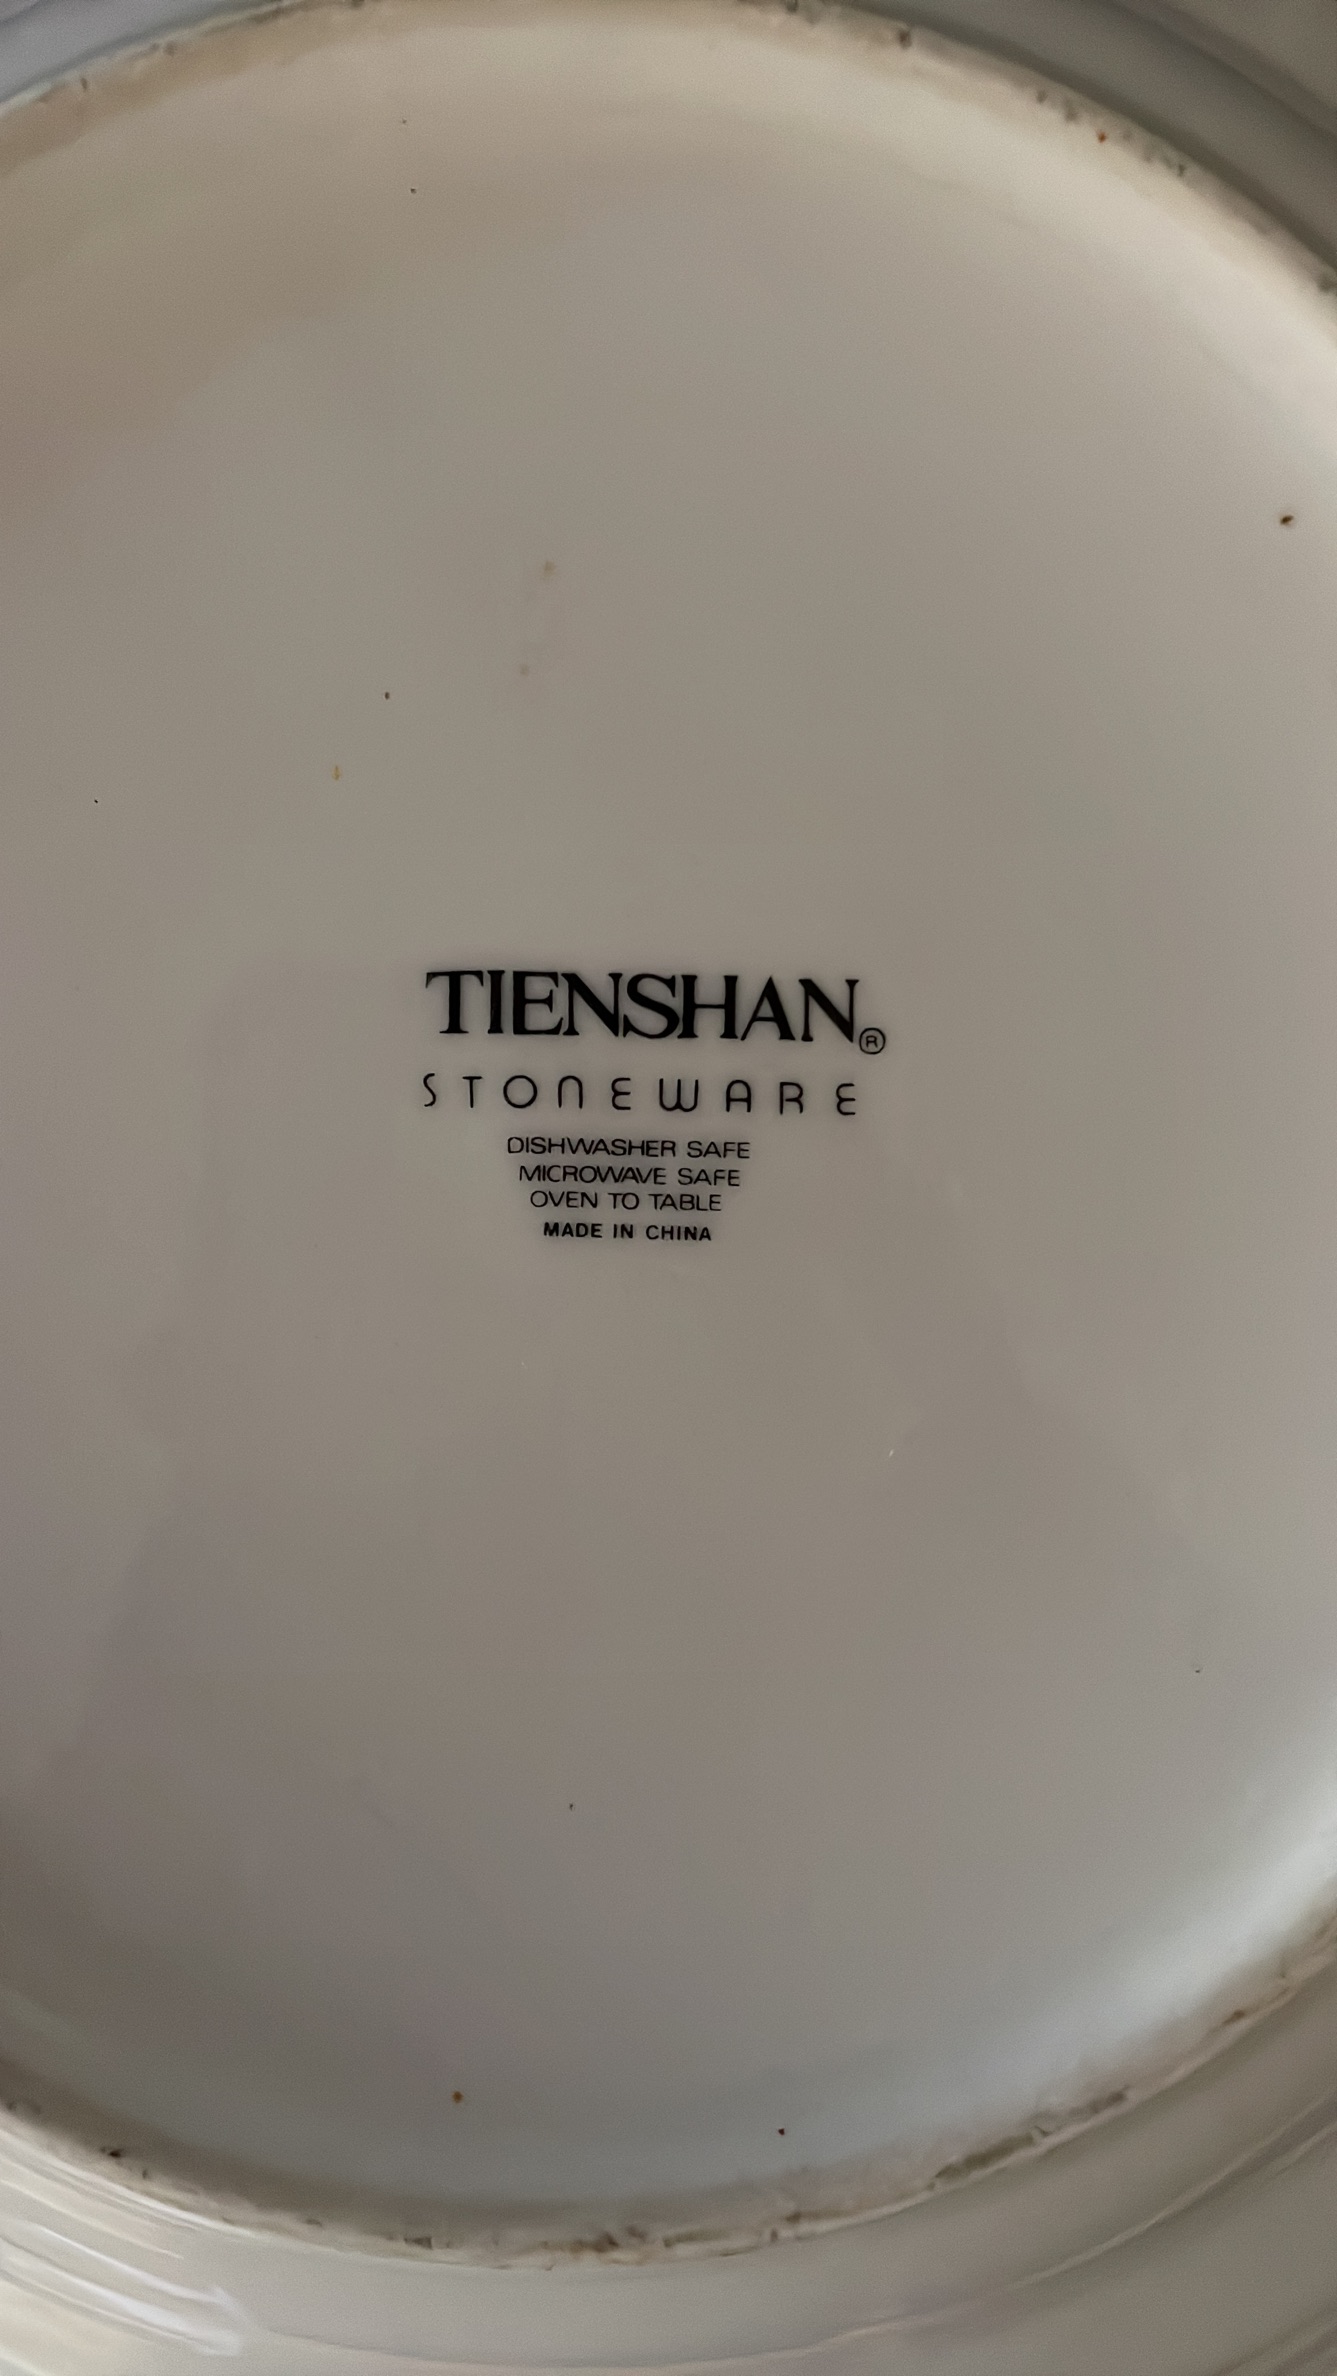 TIENSHAN®
STONEWARE
DISHWASHER SAFE
MICROWAVE SAFE
OVEN TO TABLE
MADE IN CHINA